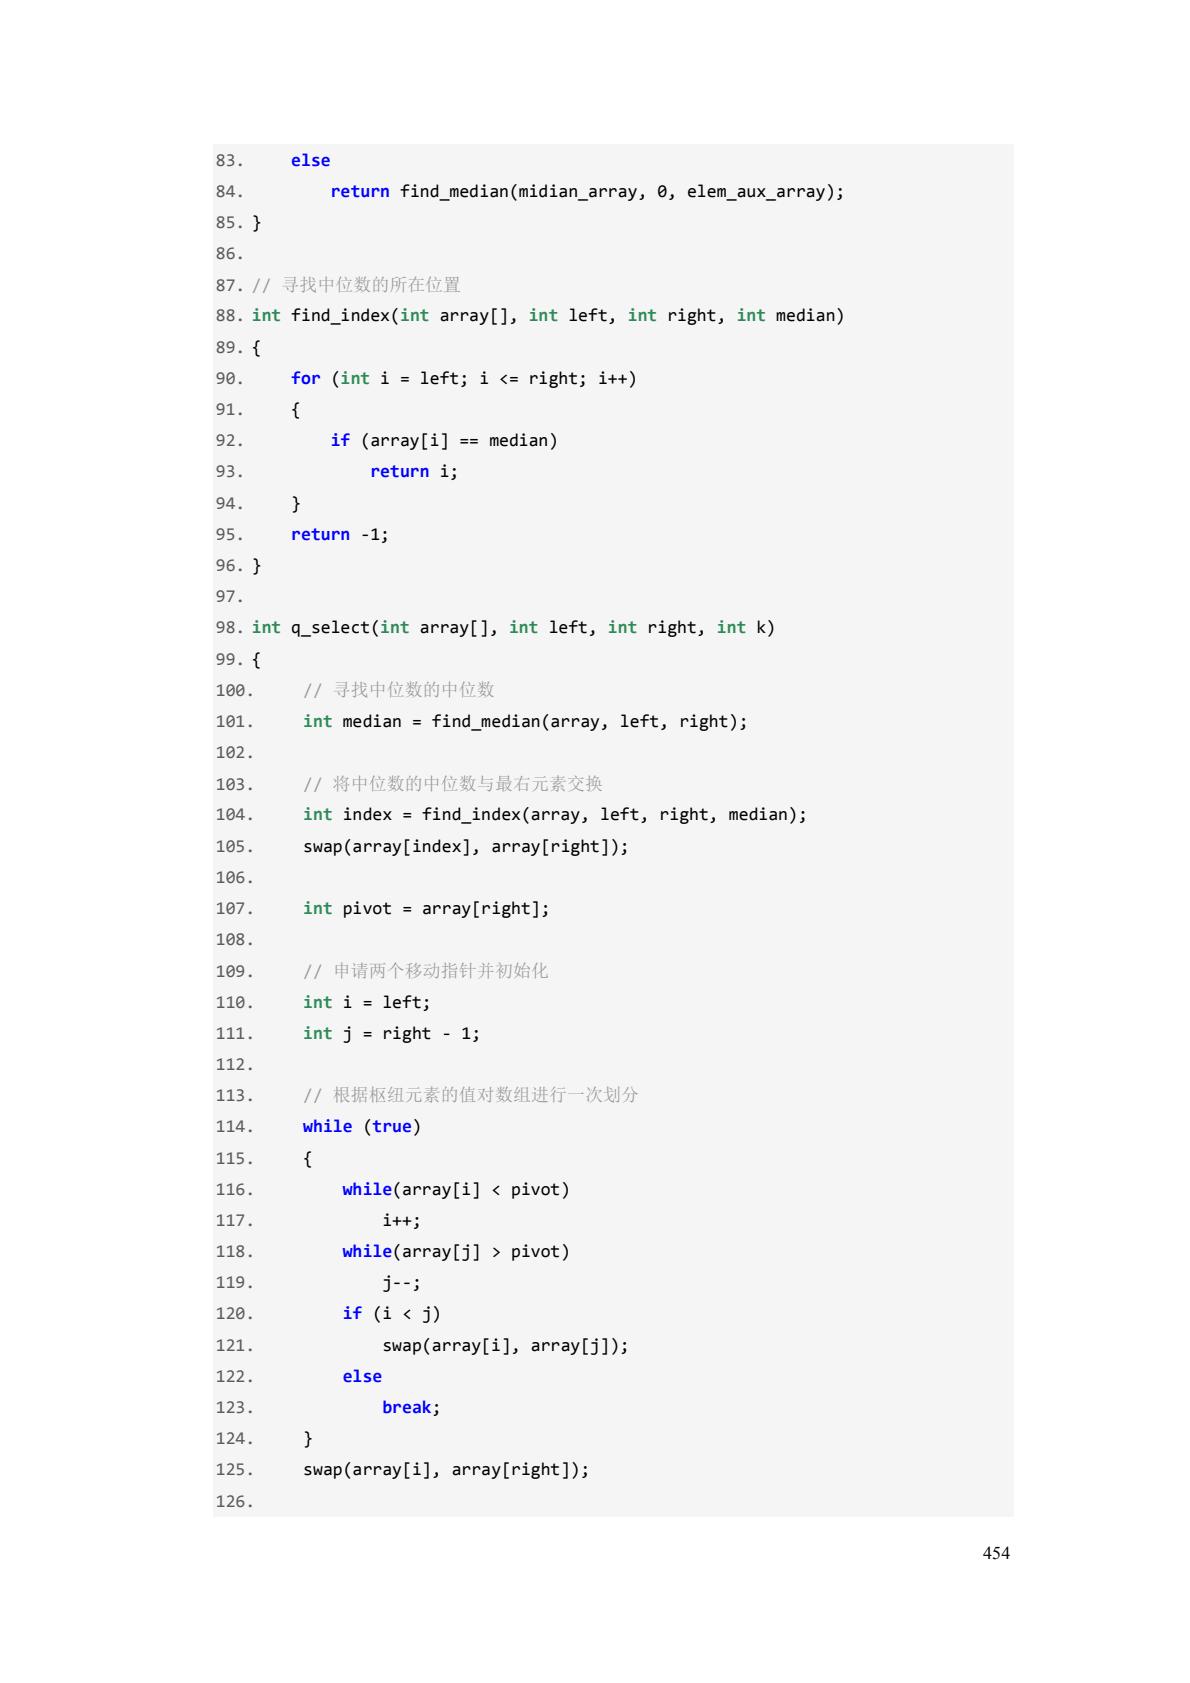 83.     else
84.         return find_median(midian_array, 0, elem_aux_array);
85. }
86.
87. // 寻找中位数的所在位置
88. int find_index(int array[], int left, int right, int median)
89. {
90.     for (int i = left; i <= right; i++)
91.     {
92.         if (array[i] == median)
93.             return i;
94.     }
95.     return -1;
96. }
97.
98. int q_select(int array[], int left, int right, int k)
99. {
100.     // 寻找中位数的中位数
101.     int median = find_median(array, left, right);
102.
103.     // 将中位数的中位数与最右元素交换
104.     int index = find_index(array, left, right, median);
105.     swap(array[index], array[right]);
106.
107.     int pivot = array[right];
108.
109.     // 申请两个移动指针并初始化
110.     int i = left;
111.     int j = right - 1;
112.
113.     // 根据枢纽元素的值对数组进行一次划分
114.     while (true)
115.     {
116.         while(array[i] < pivot)
117.             i++;
118.         while(array[j] > pivot)
119.             j--;
120.         if (i < j)
121.             swap(array[i], array[j]);
122.         else
123.             break;
124.     }
125.     swap(array[i], array[right]);
126.
454